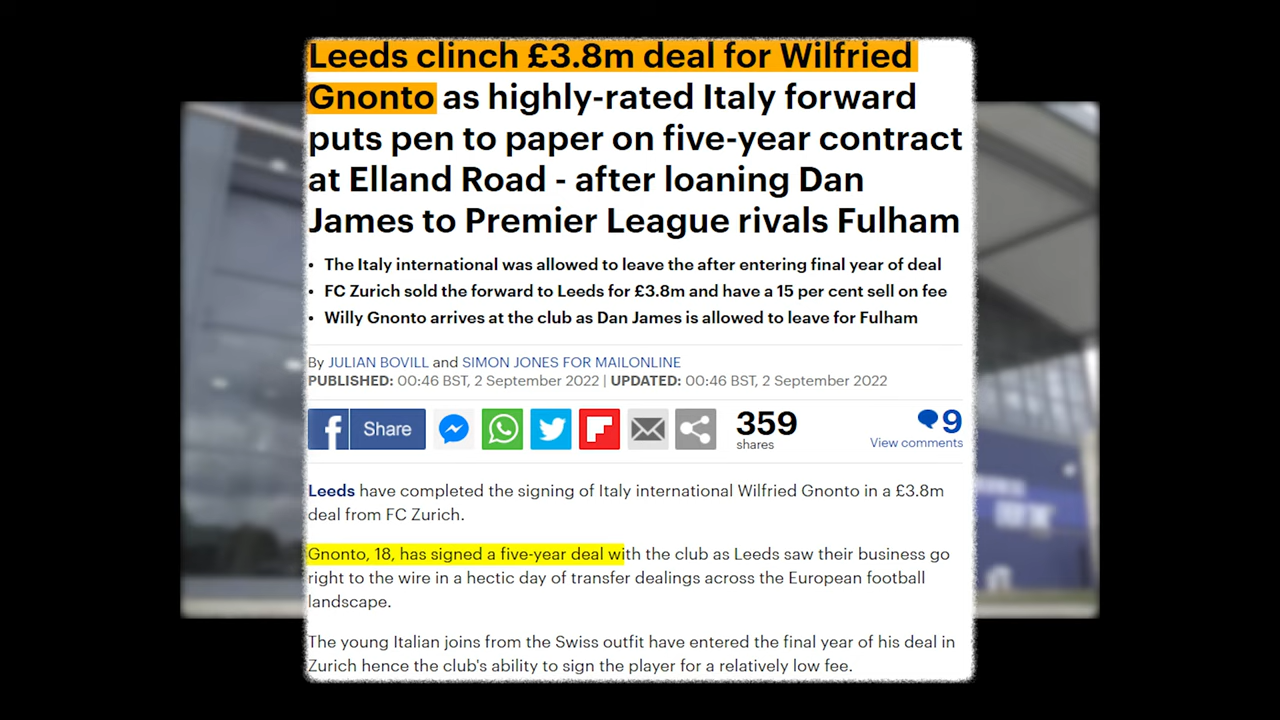 Leeds clinch £3.8m deal for Wilfried
Gnonto as highly-rated Italy forward
puts pen to paper on five-year contract
at Elland Road - after loaning Dan
James to Premier League rivals Fulham
• The Italy international was allowed to leave the after entering final year of deal
• FC Zurich sold the forward to Leeds for £3.8m and have a 15 per cent sell on fee
• Willy Gnonto arrives at the club as Dan James is allowed to leave for Fulham
By JULIAN BOVILL and SIMON JONES FOR MAILONLINE
PUBLISHED: 00:46 BST, 2 September 2022 | UPDATED: 00:46 BST, 2 September 2022
f Share
359
shares
9
View comments
Leeds have completed the signing of Italy international Wilfried Gnonto in a £3.8m
deal from FC Zurich.
Gnonto, 18, has signed a five-year deal with the club as Leeds saw their business go
right to the wire in a hectic day of transfer dealings across the European football
landscape.
The young Italian joins from the Swiss outfit have entered the final year of his deal in
Zurich hence the club's ability to sign the player for a relatively low fee.